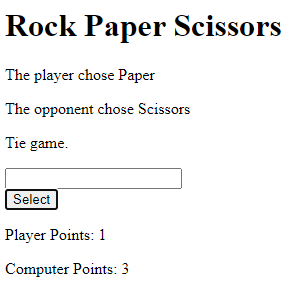 Rock Paper Scissors
The player chose Paper
The opponent chose Scissors
Tie game.
Select
Player Points: 1
Computer Points: 3